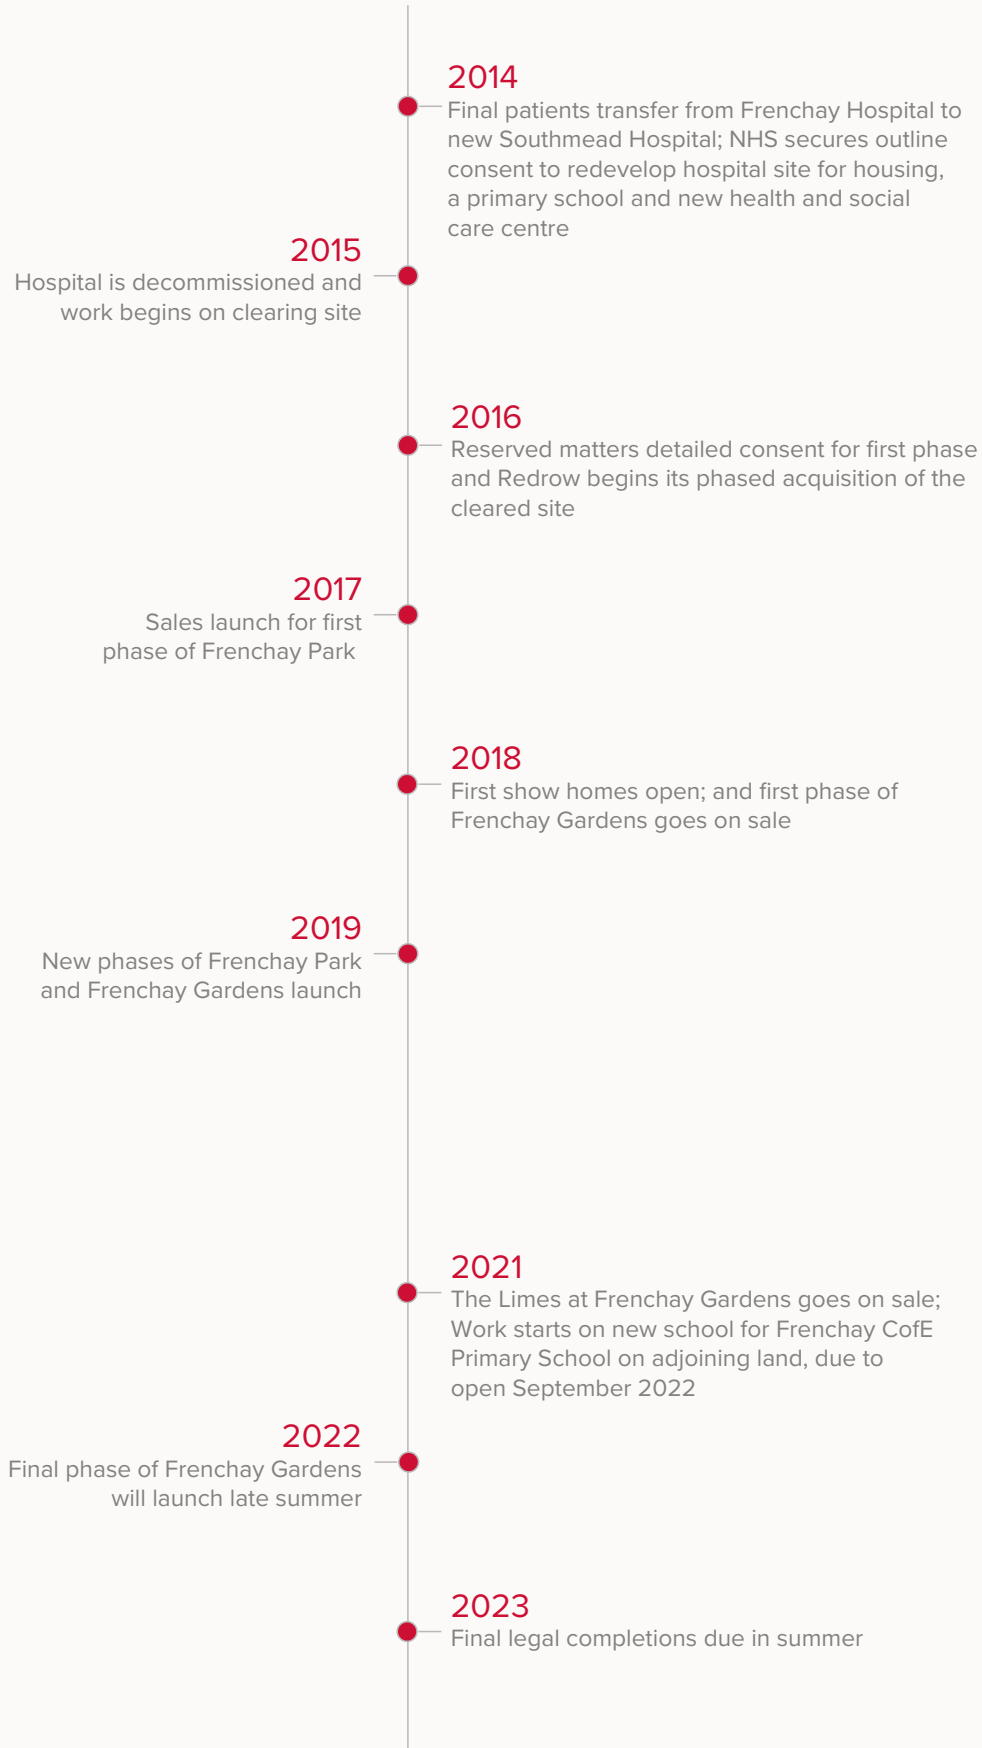 2014
Final patients transfer from Frenchay Hospital to
new Southmead Hospital; NHS secures outline
consent to redevelop hospital site for housing,
a primary school and new health and social
care centre
2015
Hospital is decommissioned and
work begins on clearing site
2016
Reserved matters detailed consent for first phase
and Redrow begins its phased acquisition of the
cleared site
2017
Sales launch for first
phase of Frenchay Park
2018
First show homes open; and first phase of
Frenchay Gardens goes on sale
2019
New phases of Frenchay Park
and Frenchay Gardens launch
2021
The Limes at Frenchay Gardens goes on sale;
Work starts on new school for Frenchay CofE
Primary School on adjoining land, due to
open September 2022
2022
Final phase of Frenchay Gardens
will launch late summer
2023
Final legal completions due in summer